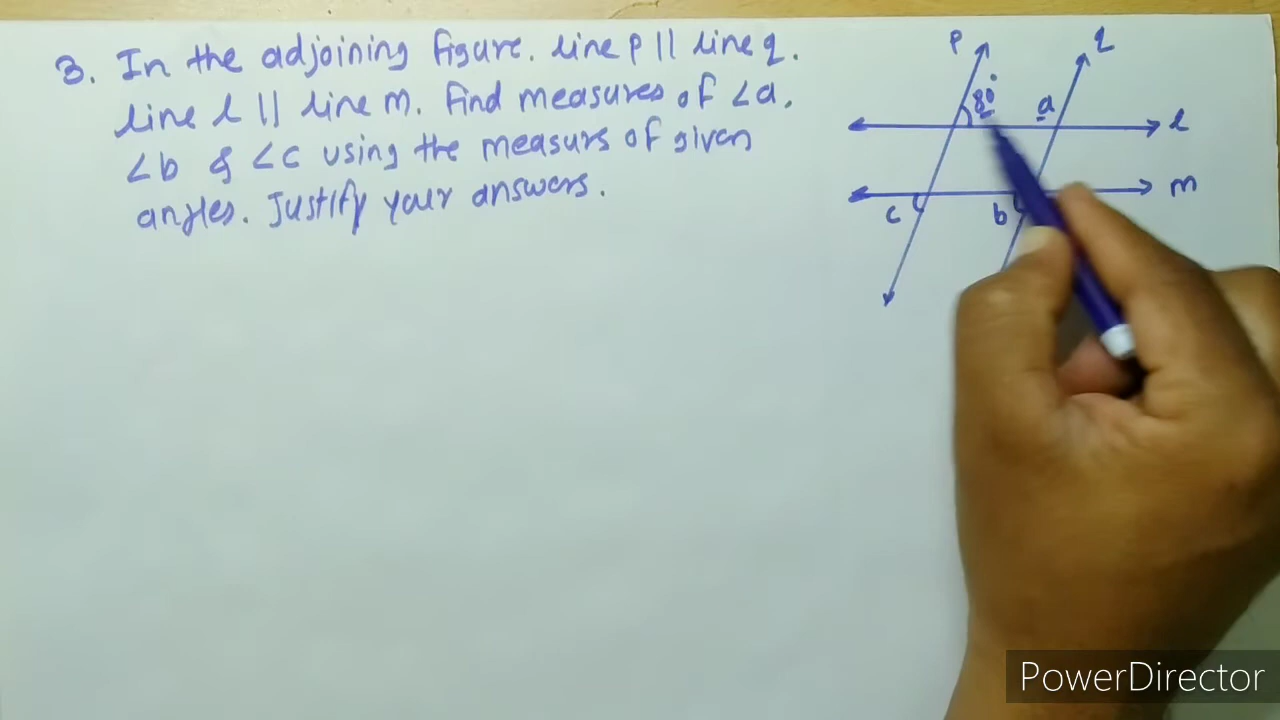 3. In the adjoining figure. line p || line q.
line l || line m. Find measures of ∠a,
∠b & ∠c using the measurs of given
angles. Justify your answers.
p
q
80°
a
l
m
c
b
PowerDirector